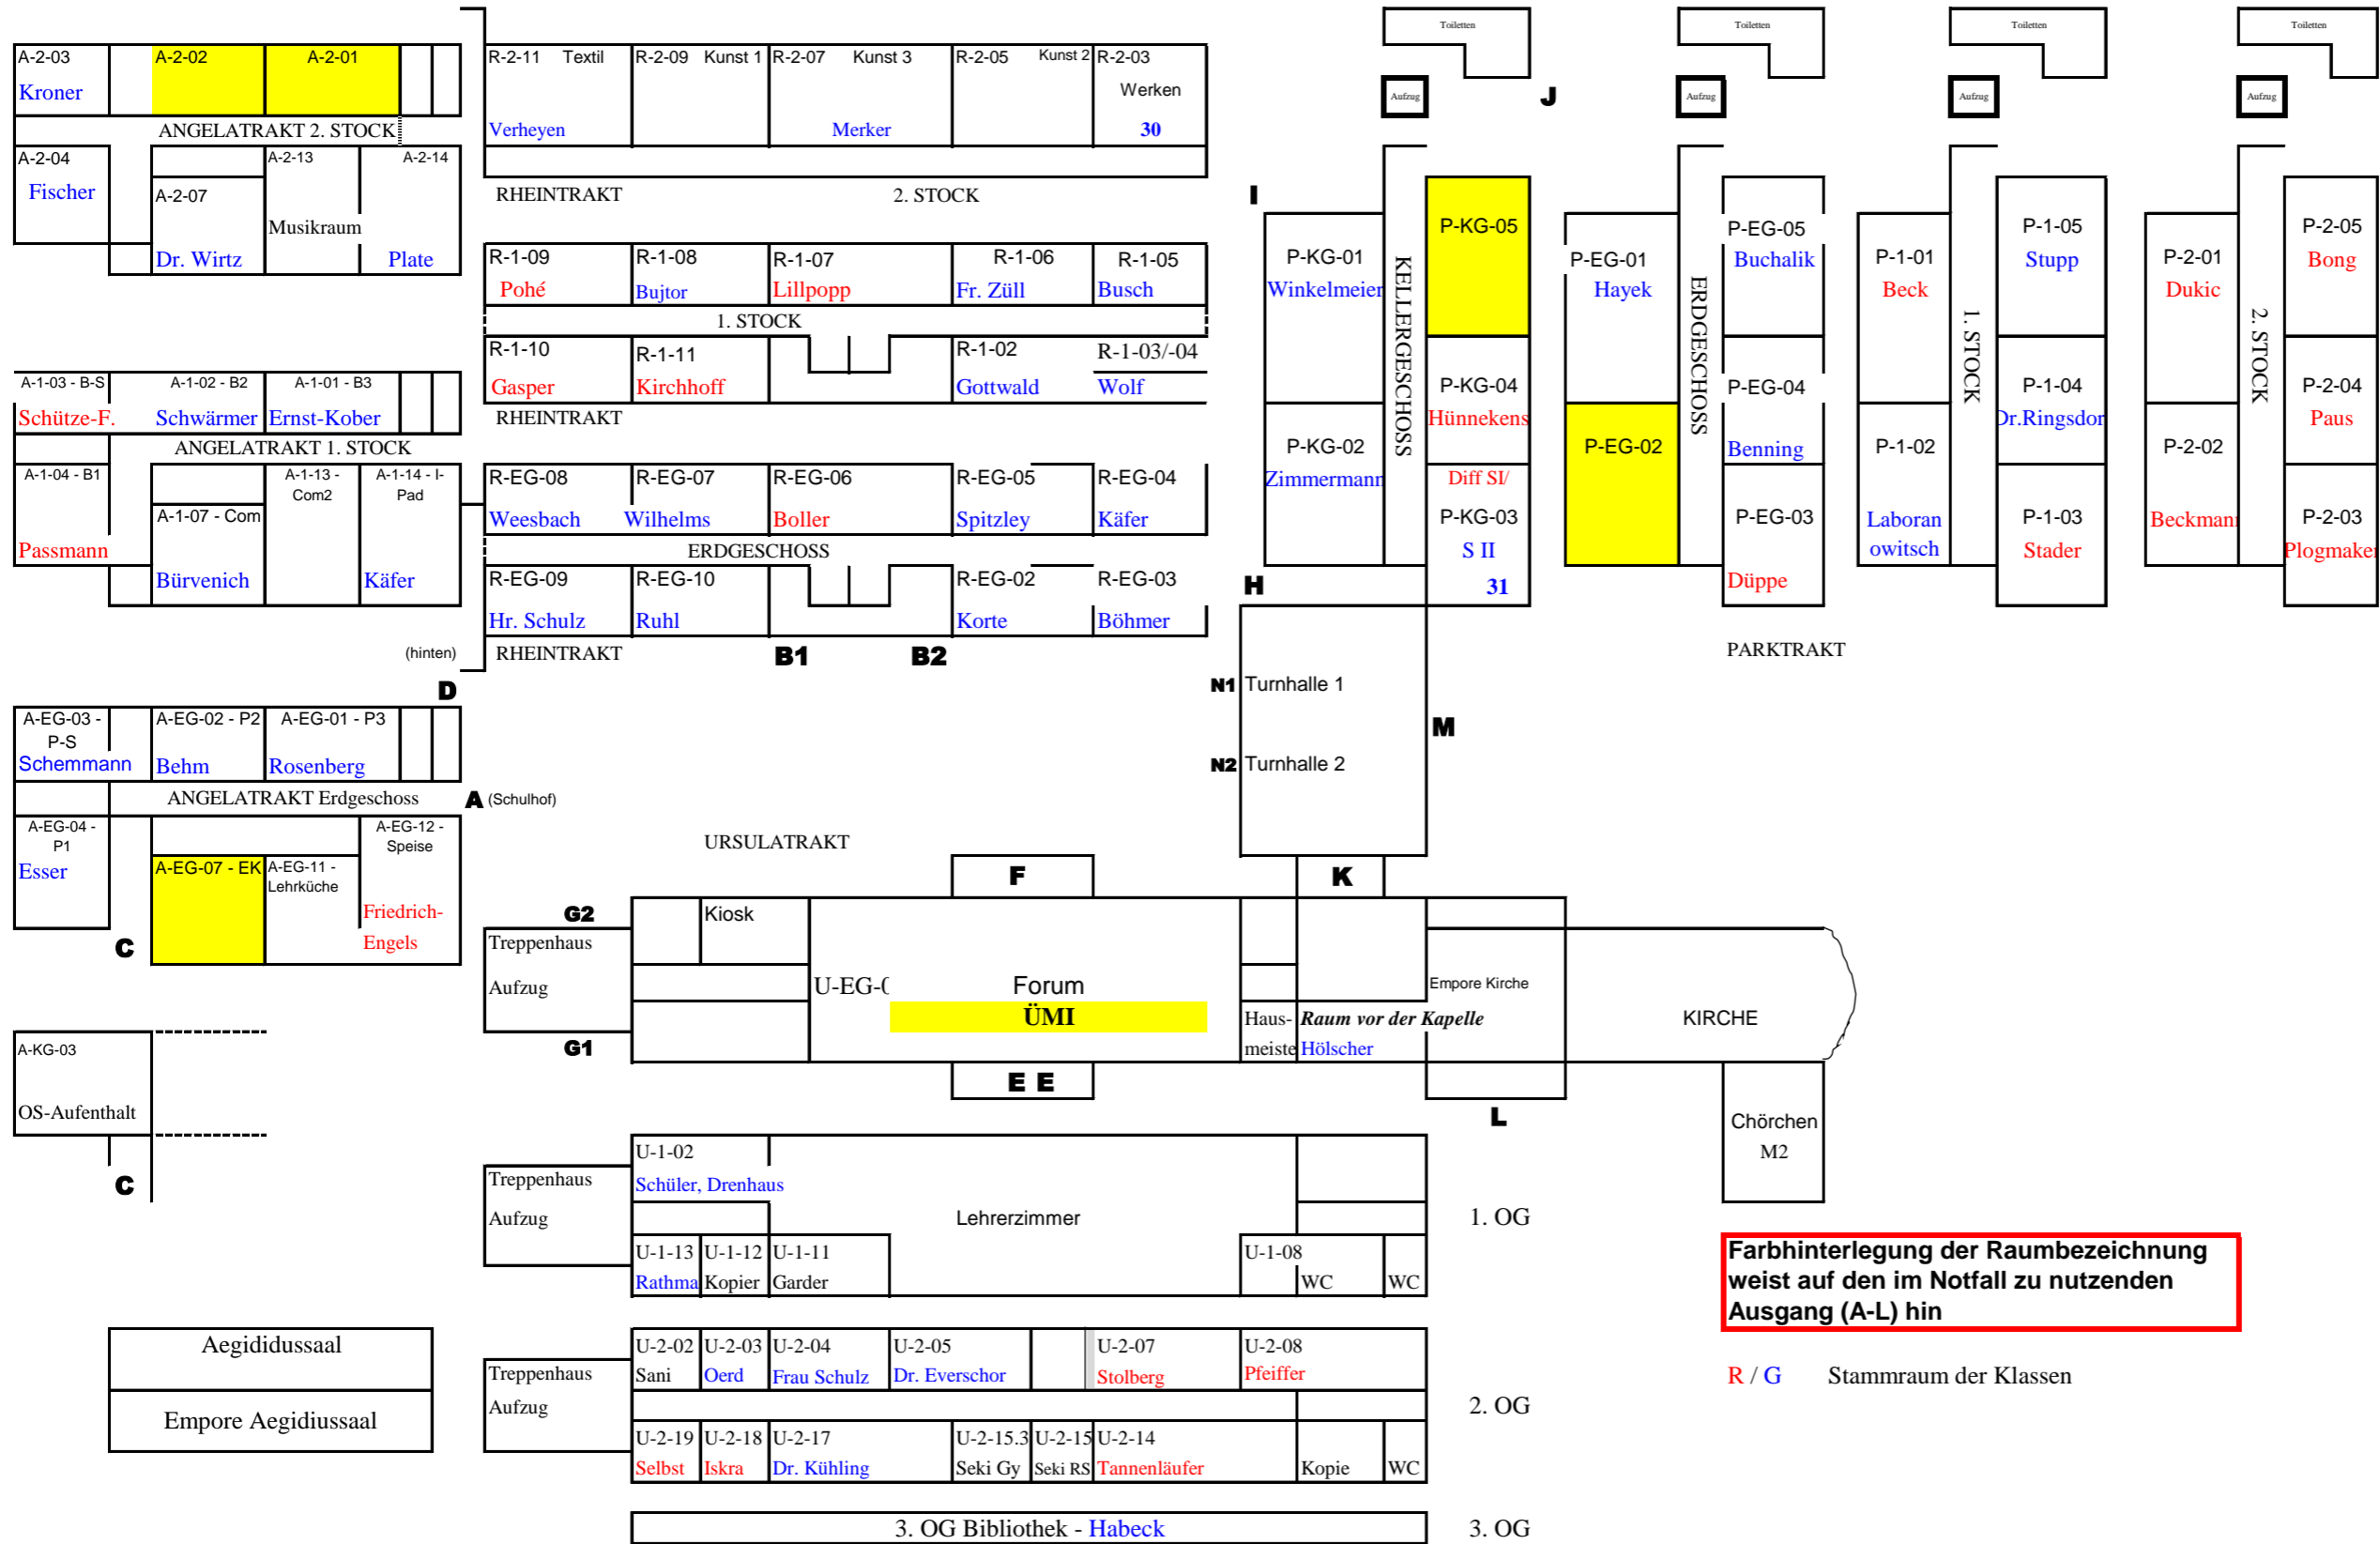 Toiletten
Toiletten
Toiletten
Toiletten
A-2-03
A-2-02
A-2-01
Kroner
R-2-11 Textil
R-2-09 Kunst 1
R-2-07 Kunst 3
R-2-05 Kunst 2
R-2-03
Werken
Verheyen
Merker
30
Aufzug
J
Aufzug
Aufzug
Aufzug
ANGELATRAKT 2. STOCK
A-2-04
Fischer
A-2-07
Dr. Wirtz
A-2-13
Musikraum
A-2-14
Plate
RHEINTRAKT 2. STOCK
R-1-09
Pohé
R-1-08
Bujtor
R-1-07
Lillpopp
R-1-06
Fr. Züll
R-1-05
Busch
1. STOCK
R-1-10
Gasper
R-1-11
Kirchhoff
R-1-02
Gottwald
R-1-03/-04
Wolf
RHEINTRAKT
I
P-KG-01
Winkelmeier
P-KG-02
Zimmermann
KELLERGESCHOSS
P-KG-05
P-KG-04
Hünnekens
Diff SI/
P-KG-03
S II
31
H
P-EG-01
Hayek
P-EG-02
ERDGESCHOSS
P-EG-05
Buchalik
P-EG-04
Benning
P-EG-03
Düppe
P-1-01
Beck
P-1-02
Laboran
owitsch
1. STOCK
P-1-05
Stupp
P-1-04
Dr.Ringsdor
P-1-03
Stader
P-2-01
Dukic
P-2-02
Beckmann
2. STOCK
P-2-05
Bong
P-2-04
Paus
P-2-03
Plogmaker
PARKTRAKT
A-1-03 - B-S
Schütze-F.
A-1-02 - B2
Schwärmer
A-1-01 - B3
Ernst-Kober
ANGELATRAKT 1. STOCK
A-1-04 - B1
Passmann
A-1-07 - Com
Bürvenich
A-1-13 -
Com2
A-1-14 - I-
Pad
Käfer
R-EG-08
Weesbach
R-EG-07
Wilhelms
R-EG-06
Boller
R-EG-05
Spitzley
R-EG-04
Käfer
ERDGESCHOSS
R-EG-09
Hr. Schulz
R-EG-10
Ruhl
R-EG-02
Korte
R-EG-03
Böhmer
(hinten)
RHEINTRAKT
B1
B2
D
N1 Turnhalle 1
M
N2 Turnhalle 2
A-EG-03 -
P-S
Schemmann
A-EG-02 - P2
Behm
A-EG-01 - P3
Rosenberg
ANGELATRAKT Erdgeschoss
A (Schulhof)
A-EG-04 -
P1
Esser
A-EG-07 - EK
A-EG-11 -
Lehrküche
A-EG-12 -
Speise
Friedrich-
Engels
C
URSULATRAKT
F
K
G2
Kiosk
Treppenhaus
Aufzug
U-EG-0
Forum
ÜMI
Empore Kirche
KIRCHE
Haus-
meiste
Raum vor der Kapelle
Hölscher
G1
E E
L
A-KG-03
OS-Aufenthalt
C
Chörchen
M2
U-1-02
Schüler, Drenhaus
Treppenhaus
Aufzug
Lehrerzimmer
1. OG
U-1-13
Rathma
U-1-12
Kopier
U-1-11
Garder
U-1-08
WC
WC
Farbhinterlegung der Raumbezeichnung
weist auf den im Notfall zu nutzenden
Ausgang (A-L) hin
Aegididussaal
Empore Aegidiussaal
Treppenhaus
Aufzug
U-2-02
Sani
U-2-03
Oerd
U-2-04
Frau Schulz
U-2-05
Dr. Everschor
U-2-07
Stolberg
U-2-08
Pfeiffer
R / G Stammraum der Klassen
2. OG
U-2-19
Selbst
U-2-18
Iskra
U-2-17
Dr. Kühling
U-2-15.3
Seki Gy
U-2-15
Seki RS
U-2-14
Tannenläufer
Kopie
WC
3. OG Bibliothek - Habeck
3. OG